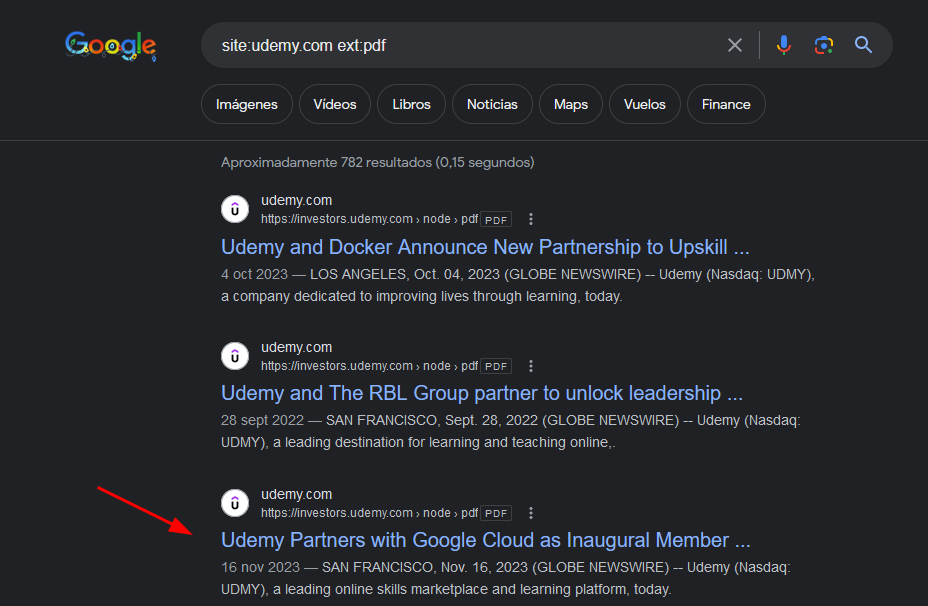 Google
site:udemy.com ext:pdf
Imágenes Vídeos Libros Noticias Maps Vuelos Finance
Aproximadamente 782 resultados (0,15 segundos)
udemy.com
https://investors.udemy.com › node › pdf PDF
Udemy and Docker Announce New Partnership to Upskill ...
4 oct 2023 — LOS ANGELES, Oct. 04, 2023 (GLOBE NEWSWIRE) -- Udemy (Nasdaq: UDMY),
a company dedicated to improving lives through learning, today.
udemy.com
https://investors.udemy.com › node › pdf PDF
Udemy and The RBL Group partner to unlock leadership ...
28 sept 2022 — SAN FRANCISCO, Sept. 28, 2022 (GLOBE NEWSWIRE) -- Udemy (Nasdaq:
UDMY), a leading destination for learning and teaching online,.
udemy.com
https://investors.udemy.com › node › pdf PDF
Udemy Partners with Google Cloud as Inaugural Member ...
16 nov 2023 — SAN FRANCISCO, Nov. 16, 2023 (GLOBE NEWSWIRE) -- Udemy (Nasdaq:
UDMY), a leading online skills marketplace and learning platform, today.